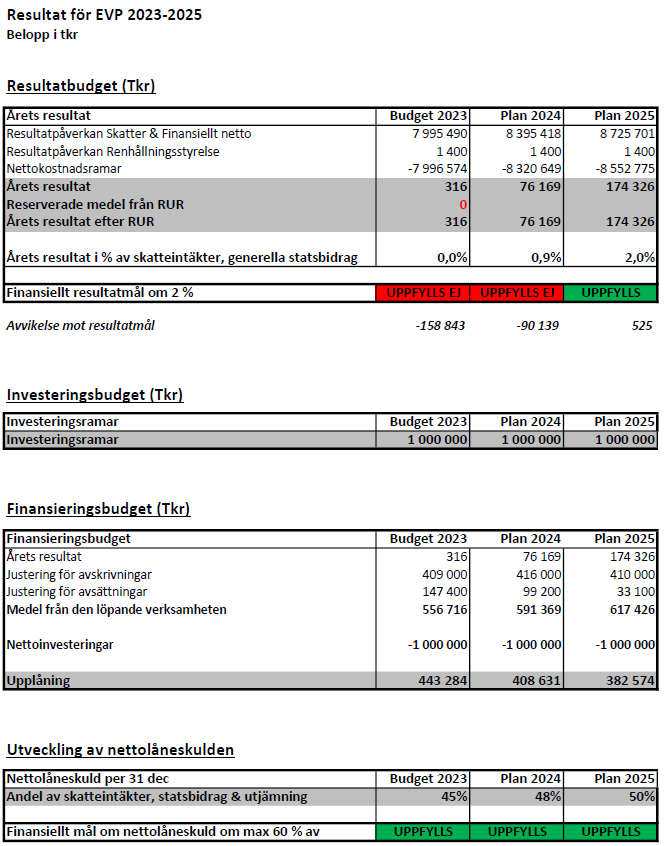 Resultat för EVP 2023-2025
Belopp i tkr
Resultatbudget (Tkr)
Årets resultat Budget 2023 Plan 2024 Plan 2025
Resultatpåverkan Skatter & Finansiellt netto 7 995 490 8 395 418 8 725 701
Resultatpåverkan Renhållningsstyrelse 1 400 1 400 1 400
Nettokostnadsramar -7 996 574 -8 320 649 -8 552 775
Årets resultat 316 76 169 174 326
Reserverade medel från RUR 0
Årets resultat efter RUR 316 76 169 174 326
Årets resultat i % av skatteintäkter, generella statsbidrag 0,0% 0,9% 2,0%
Finansiellt resultatmål om 2 % UPPFYLLS EJ UPPFYLLS EJ UPPFYLLS
Avvikelse mot resultatmål -158 843 -90 139 525
Investeringsbudget (Tkr)
Investeringsramar Budget 2023 Plan 2024 Plan 2025
Investeringsramar 1 000 000 1 000 000 1 000 000
Finansieringsbudget (Tkr)
Finansieringsbudget Budget 2023 Plan 2024 Plan 2025
Årets resultat 316 76 169 174 326
Justering för avskrivningar 409 000 416 000 410 000
Justering för avsättningar 147 400 99 200 33 100
Medel från den löpande verksamheten 556 716 591 369 617 426
Nettoinvesteringar -1 000 000 -1 000 000 -1 000 000
Upplåning 443 284 408 631 382 574
Utveckling av nettolåneskulden
Nettolåneskuld per 31 dec Budget 2023 Plan 2024 Plan 2025
Andel av skatteintäkter, statsbidrag & utjämning 45% 48% 50%
Finansiellt mål om nettolåneskuld om max 60 % av UPPFYLLS UPPFYLLS UPPFYLLS